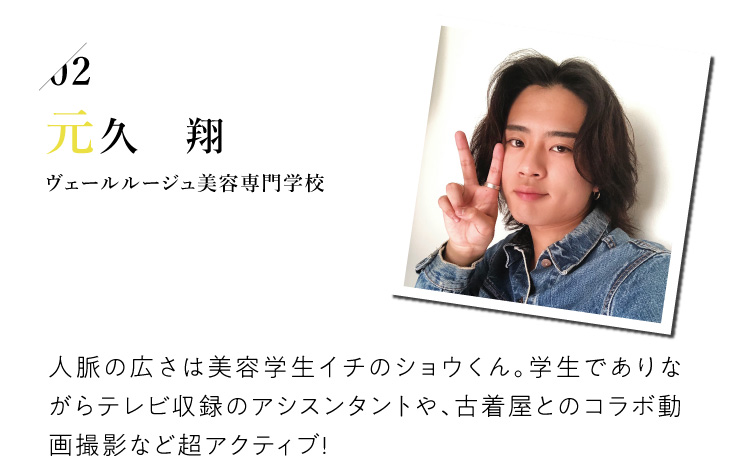 02
元久　翔
ヴェールルージュ美容専門学校
人脈の広さは美容学生イチのショウくん。学生でありな
がらテレビ収録のアシスンタントや、古着屋とのコラボ動
画撮影など超アクティブ!